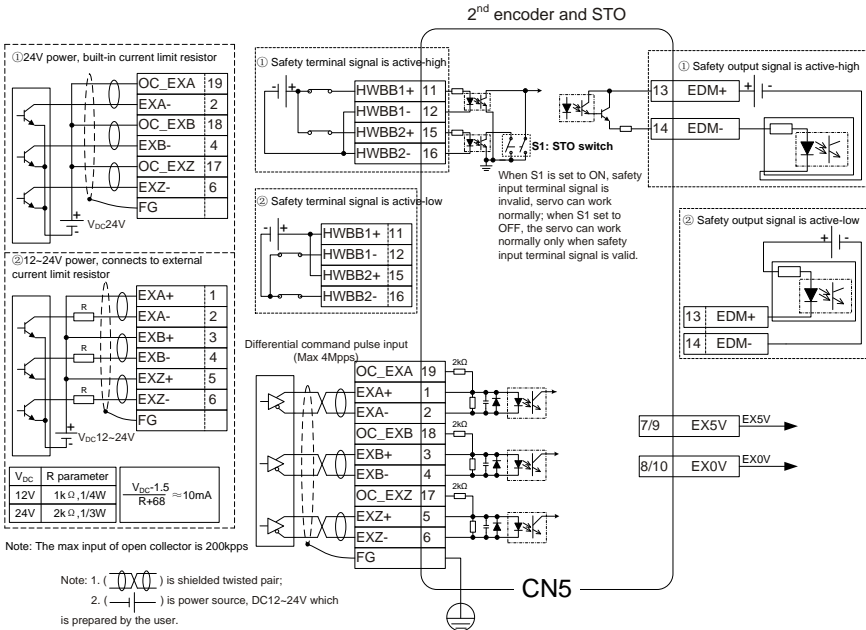 2nd encoder and STO
①24V power, built-in current limit resistor
OC_EXA 19
EXA- 2
OC_EXB 18
EXB- 4
OC_EXZ 17
EXZ- 6
FG
VDC24V
②12~24V power, connects to external
current limit resistor
R
EXA+ 1
EXA- 2
R
EXB+ 3
EXB- 4
R
EXZ+ 5
EXZ- 6
FG
VDC12~24V
VDC R parameter
12V 1kΩ,1/4W
24V 2kΩ,1/3W
VDC-1.5
R+68
≈10mA
Note: The max input of open collector is 200kpps
Note: 1. ( ) is shielded twisted pair;
2. ( ) is power source, DC12~24V which
is prepared by the user.
① Safety terminal signal is active-high
- +
HWBB1+ 11
HWBB1- 12
HWBB2+ 15
HWBB2- 16
S1: STO switch
When S1 is set to ON, safety
input terminal signal is
invalid, servo can work
normally; when S1 set to
OFF, the servo can work
normally only when safety
input terminal signal is valid.
② Safety terminal signal is active-low
- +
HWBB1+ 11
HWBB1- 12
HWBB2+ 15
HWBB2- 16
Differential command pulse input
(Max 4Mpps)
OC_EXA 19
2kΩ
EXA+ 1
EXA- 2
OC_EXB 18
2kΩ
EXB+ 3
EXB- 4
OC_EXZ 17
2kΩ
EXZ+ 5
EXZ- 6
FG
CN5
① Safety output signal is active-high
13 EDM+
+ -
14 EDM-
② Safety output signal is active-low
+ -
13 EDM+
14 EDM-
7/9 EX5V EX5V
8/10 EX0V EX0V